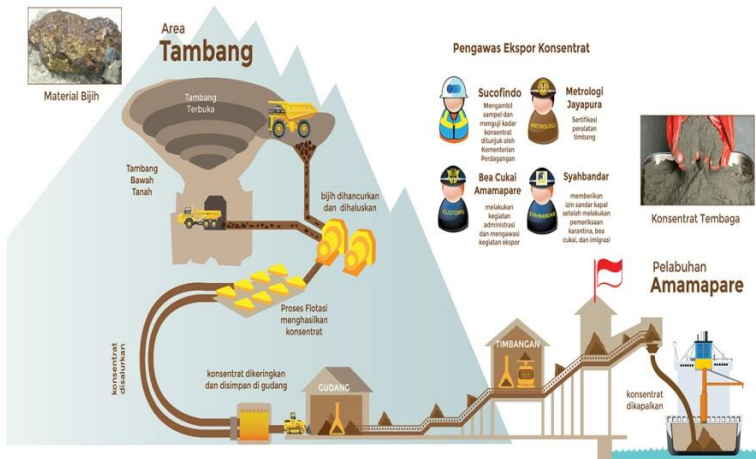 Material Bijih
Area
Tambang
Tambang
Terbuka
Tambang
Bawah
Tanah
bijih dihancurkan
dan dihaluskan
Proses Flotasi
menghasilkan
konsentrat
konsentrat
disalurkan
konsentrat dikeringkan
dan disimpan di gudang
GUDANG
TIMBANGAN
Pengawas Ekspor Konsentrat
Sucofindo
Mengambil
sampel dan
menguji kadar
konsentrat
ditunjuk oleh
Kementerian
Perdagangan
METROLOGI
Metrologi
Jayapura
Sertifikasi
peralatan
timbang
CUSTOMS
Bea Cukai
Amamapare
melakukan
kegiatan
administrasi
dan mengawasi
kegiatan ekspor
SYAHBANDAR
Syahbandar
memberikan
izin sandar kapal
setelah melakukan
pemeriksaan
karantina, bea
cukai, dan imigrasi
Konsentrat Tembaga
Pelabuhan
Amamapare
konsentrat
dikapalkan